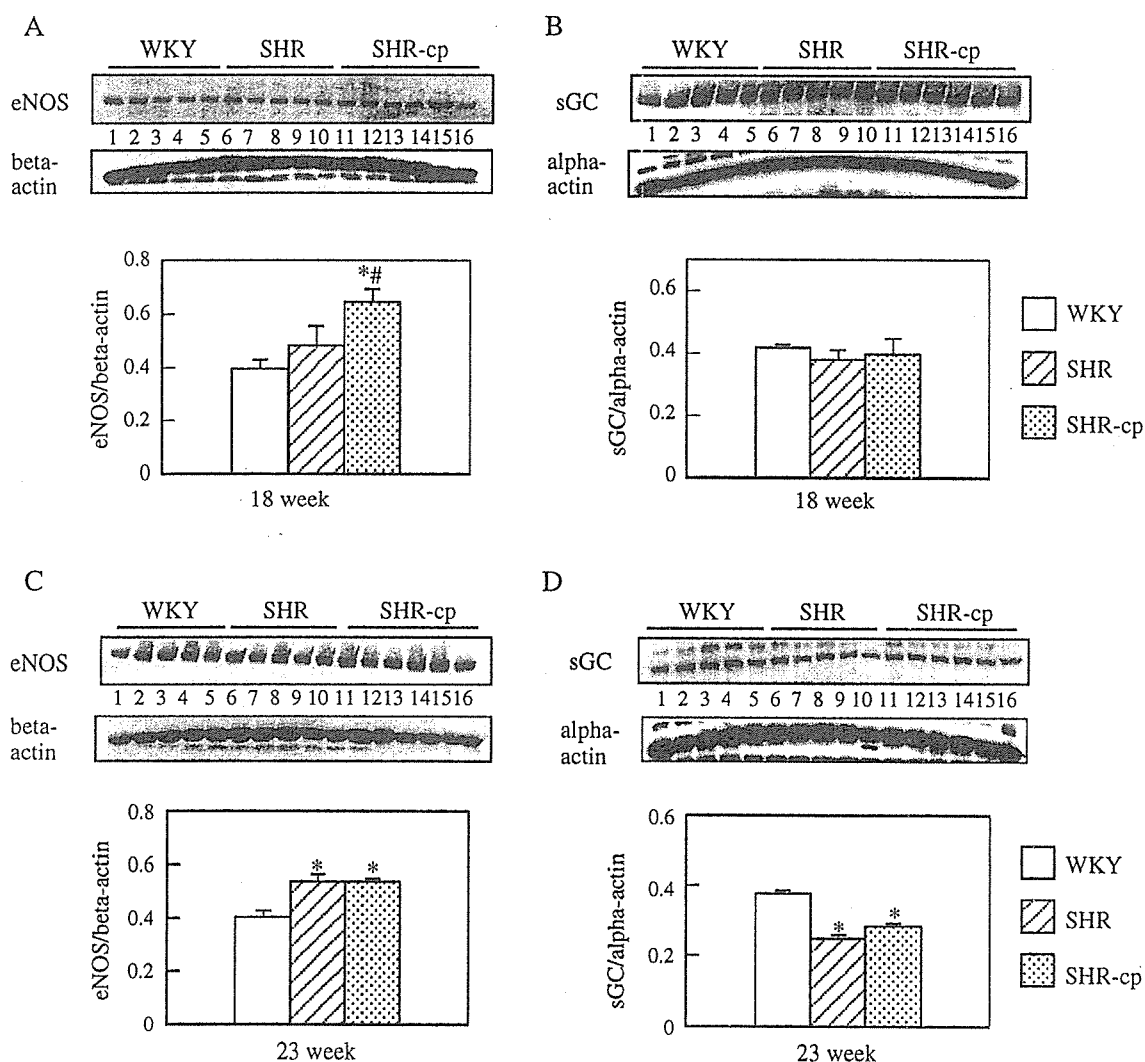 A
WKY SHR SHR-cp
eNOS
1 2 3 4 5 6 7 8 9 10 11 12 13 14 15 16
beta-
actin
0.8
0.6
0.4
0.2
0
eNOS/beta-actin
*#
18 week
B
WKY SHR SHR-cp
sGC
1 2 3 4 5 6 7 8 9 10 11 12 13 14 15 16
alpha-
actin
0.6
0.4
0.2
0
sGC/alpha-actin
18 week
WKY
SHR
SHR-cp
C
WKY SHR SHR-cp
eNOS
1 2 3 4 5 6 7 8 9 10 11 12 13 14 15 16
beta-
actin
0.8
0.6
0.4
0.2
0
eNOS/beta-actin
* *
23 week
D
WKY SHR SHR-cp
sGC
1 2 3 4 5 6 7 8 9 10 11 12 13 14 15 16
alpha-
actin
0.6
0.4
0.2
0
sGC/alpha-actin
* *
23 week
WKY
SHR
SHR-cp